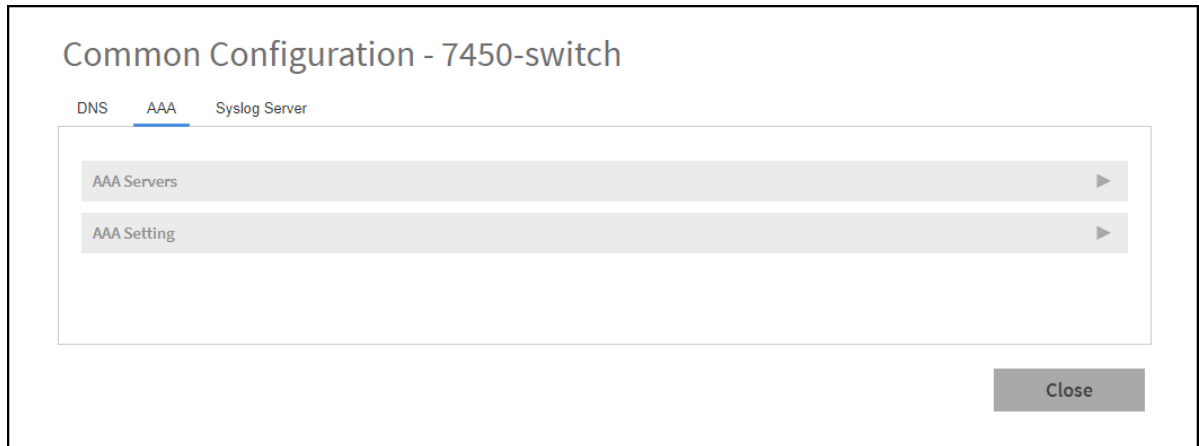 Common Configuration - 7450-switch
DNS AAA Syslog Server
AAA Servers
AAA Setting
Close